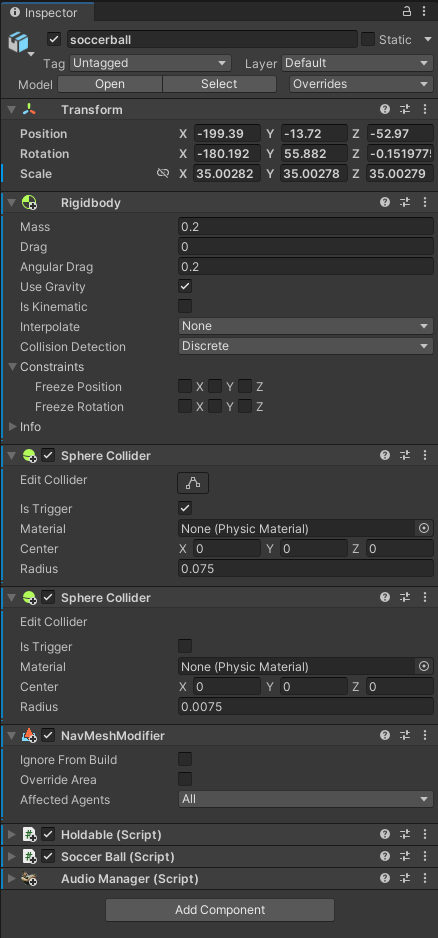 Inspector
soccerball Static
Tag Untagged Layer Default
Model Open Select Overrides
Transform
Position X -199.39 Y -13.72 Z -52.97
Rotation X -180.192 Y 55.882 Z -0.1519775
Scale X 35.00282 Y 35.00278 Z 35.00279
Rigidbody
Mass 0.2
Drag 0
Angular Drag 0.2
Use Gravity
Is Kinematic
Interpolate None
Collision Detection Discrete
Constraints
Freeze Position X Y Z
Freeze Rotation X Y Z
Info
Sphere Collider
Edit Collider
Is Trigger
Material None (Physic Material)
Center X 0 Y 0 Z 0
Radius 0.075
Sphere Collider
Edit Collider
Is Trigger
Material None (Physic Material)
Center X 0 Y 0 Z 0
Radius 0.0075
NavMeshModifier
Ignore From Build
Override Area
Affected Agents All
Holdable (Script)
Soccer Ball (Script)
Audio Manager (Script)
Add Component